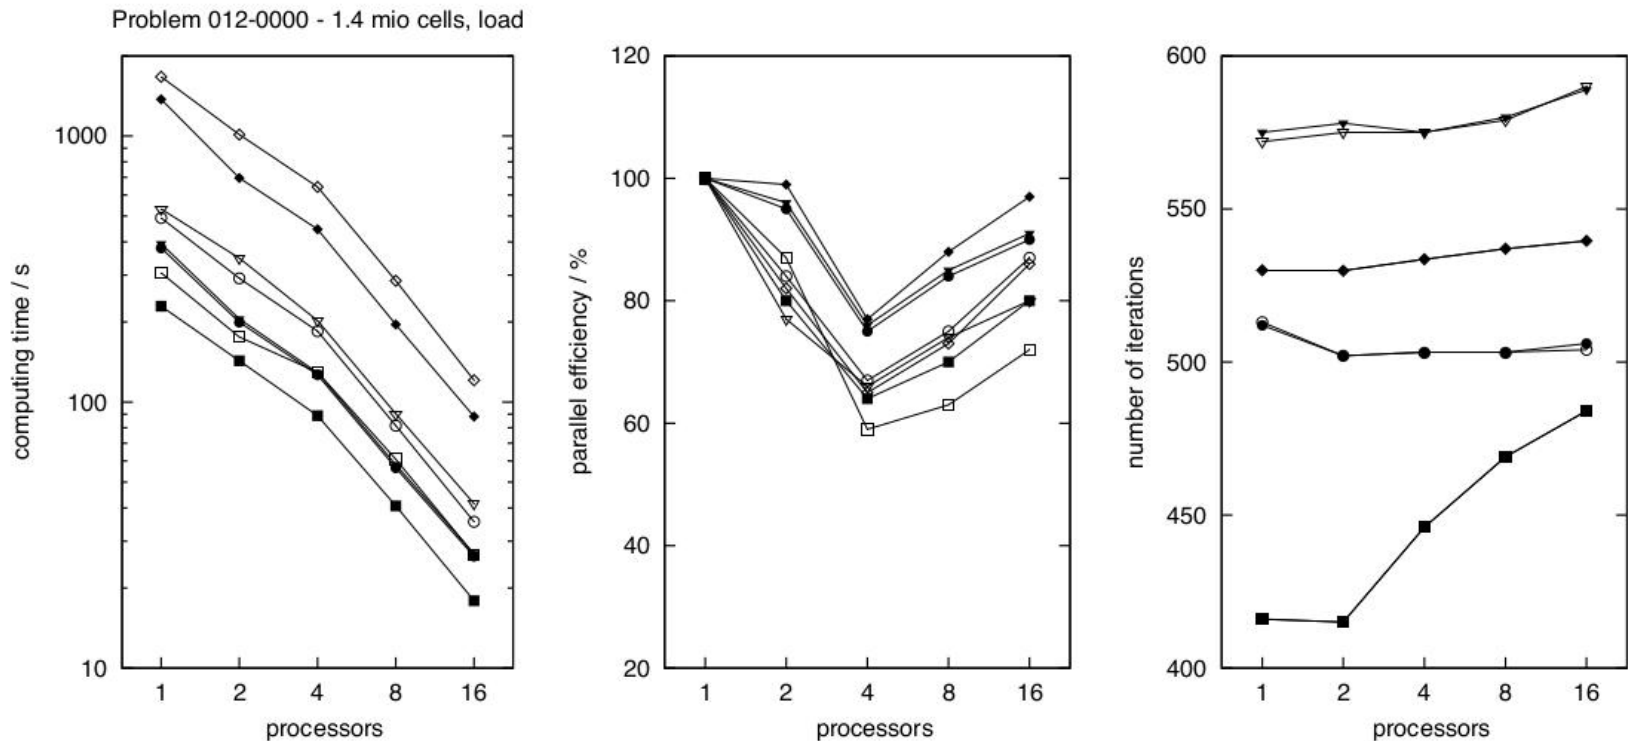 Problem 012-0000 - 1.4 mio cells, load
computing time / s
1000
100
10
1 2 4 8 16
processors
parallel efficiency / %
120
100
80
60
40
20
1 2 4 8 16
processors
number of iterations
600
550
500
450
400
1 2 4 8 16
processors